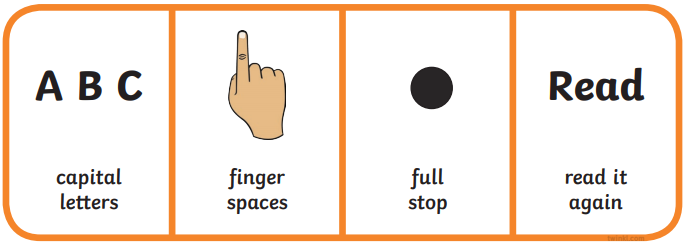 A B C
capital
letters
finger
spaces
full
stop
Read
read it
again